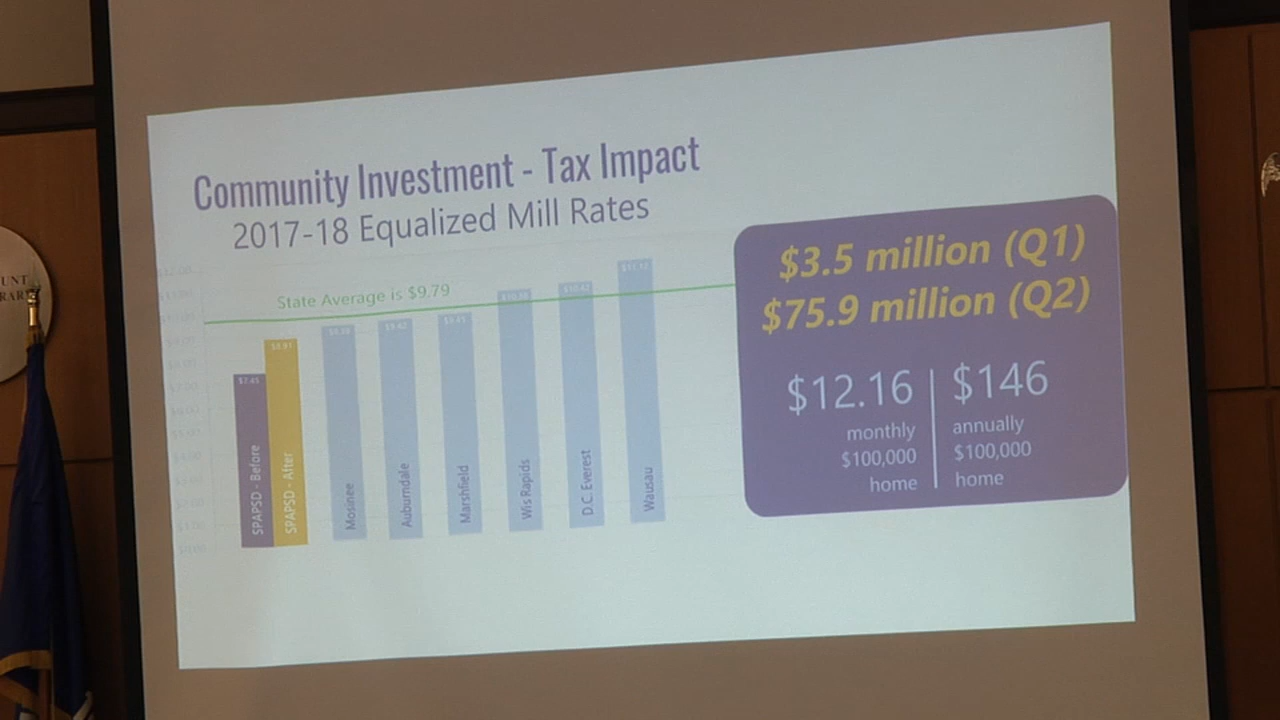 Community Investment - Tax Impact
2017-18 Equalized Mill Rates
State Average is $9.79
$3.5 million (Q1)
$75.9 million (Q2)
$12.16
monthly
$100,000
home
$146
annually
$100,000
home
$7.45
$8.91
SPAPSD - Before
SPAPSD - After
Mosinee
Auburndale
Marshfield
Wis Rapids
D.C. Everest
Wausau
UNT
RAR